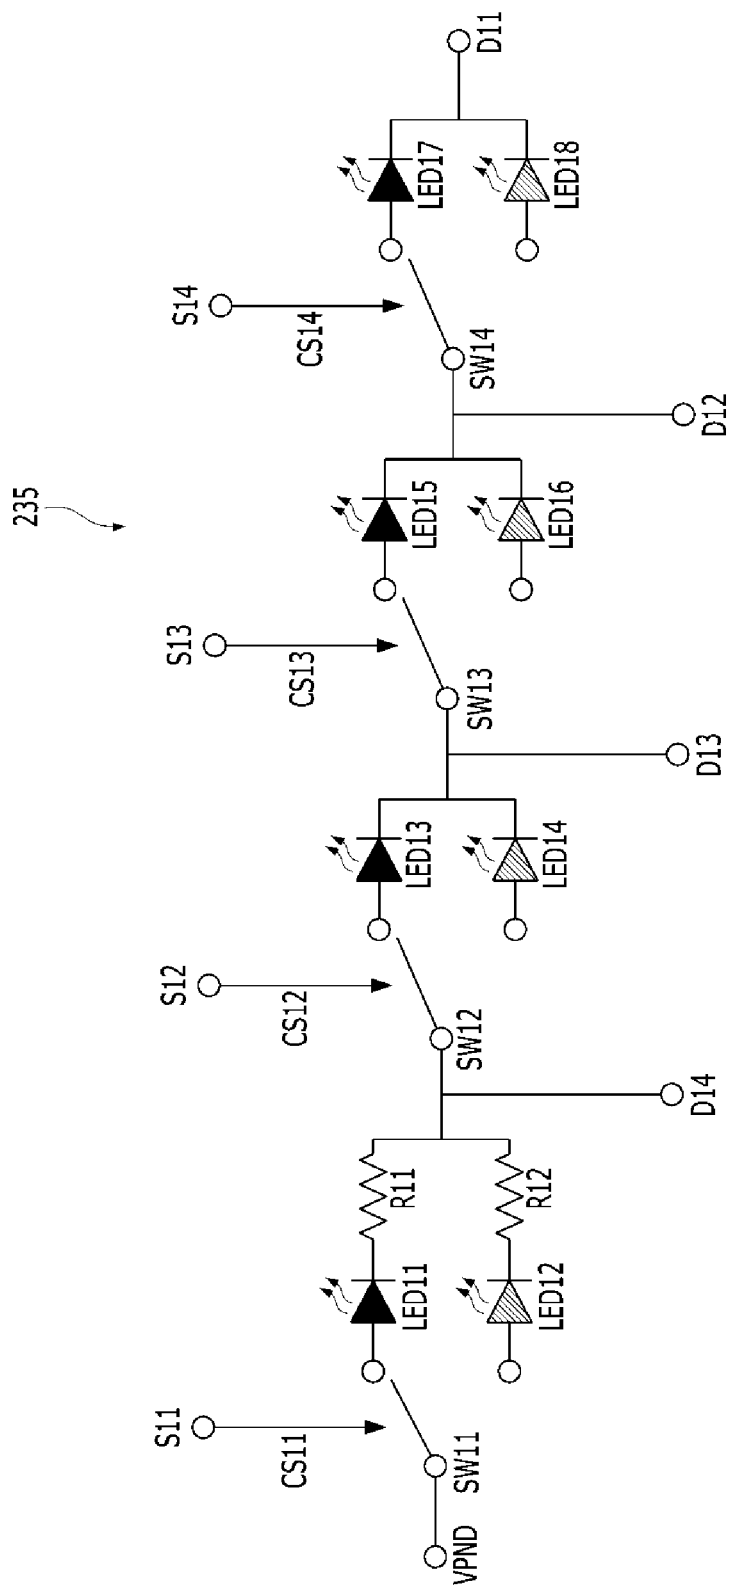 235
S11
CS11
VPND
SW11
LED11
R11
LED12
R12
D14
S12
CS12
SW12
LED13
LED14
D13
S13
CS13
SW13
LED15
LED16
D12
S14
CS14
SW14
LED17
LED18
D11